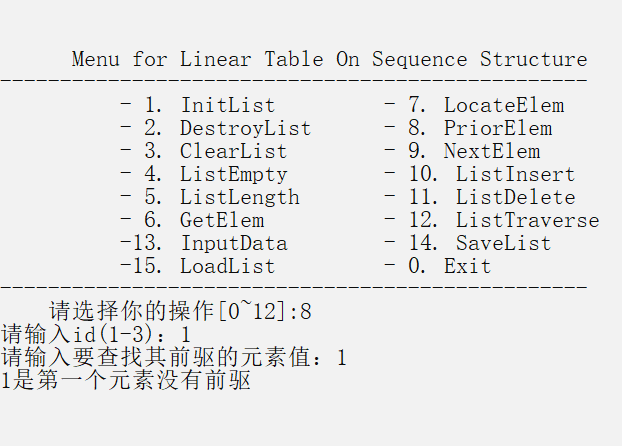 Menu for Linear Table On Sequence Structure
-------------------------------------------------
- 1. InitList - 7. LocateElem
- 2. DestroyList - 8. PriorElem
- 3. ClearList - 9. NextElem
- 4. ListEmpty - 10. ListInsert
- 5. ListLength - 11. ListDelete
- 6. GetElem - 12. ListTraverse
-13. InputData - 14. SaveList
-15. LoadList - 0. Exit
-------------------------------------------------
请选择你的操作[0~12]:8
请输入id(1-3)：1
请输入要查找其前驱的元素值：1
1是第一个元素没有前驱